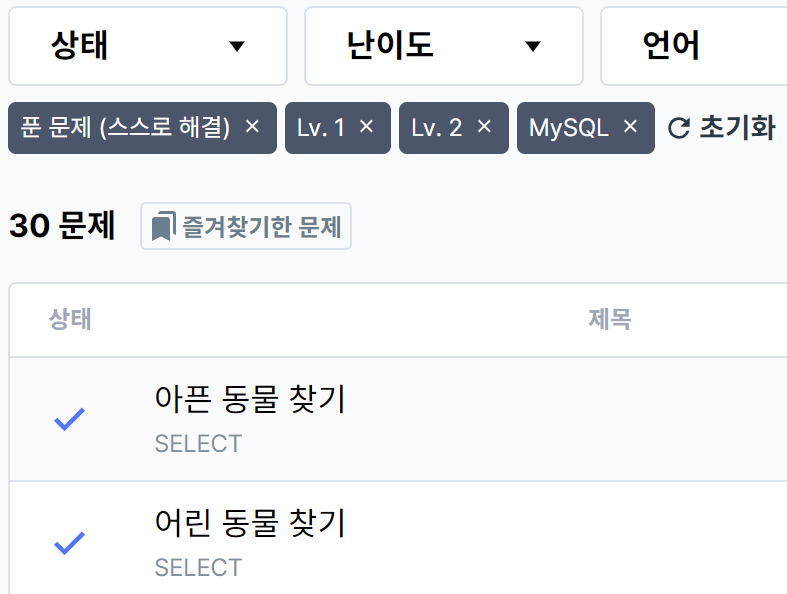 상태 난이도 언어
푼 문제 (스스로 해결) × Lv. 1 × Lv. 2 × MySQL × 초기화
30 문제 즐겨찾기한 문제
상태 제목
아픈 동물 찾기
SELECT
어린 동물 찾기
SELECT